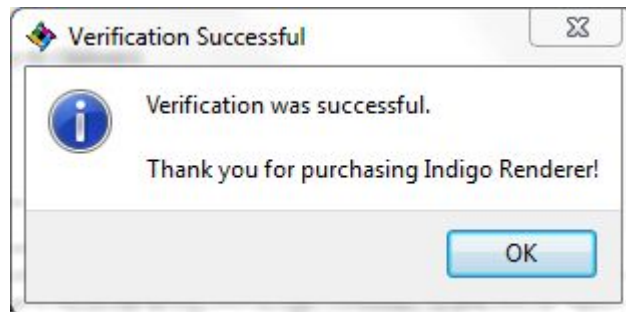 Verification Successful
Verification was successful.
Thank you for purchasing Indigo Renderer!
OK